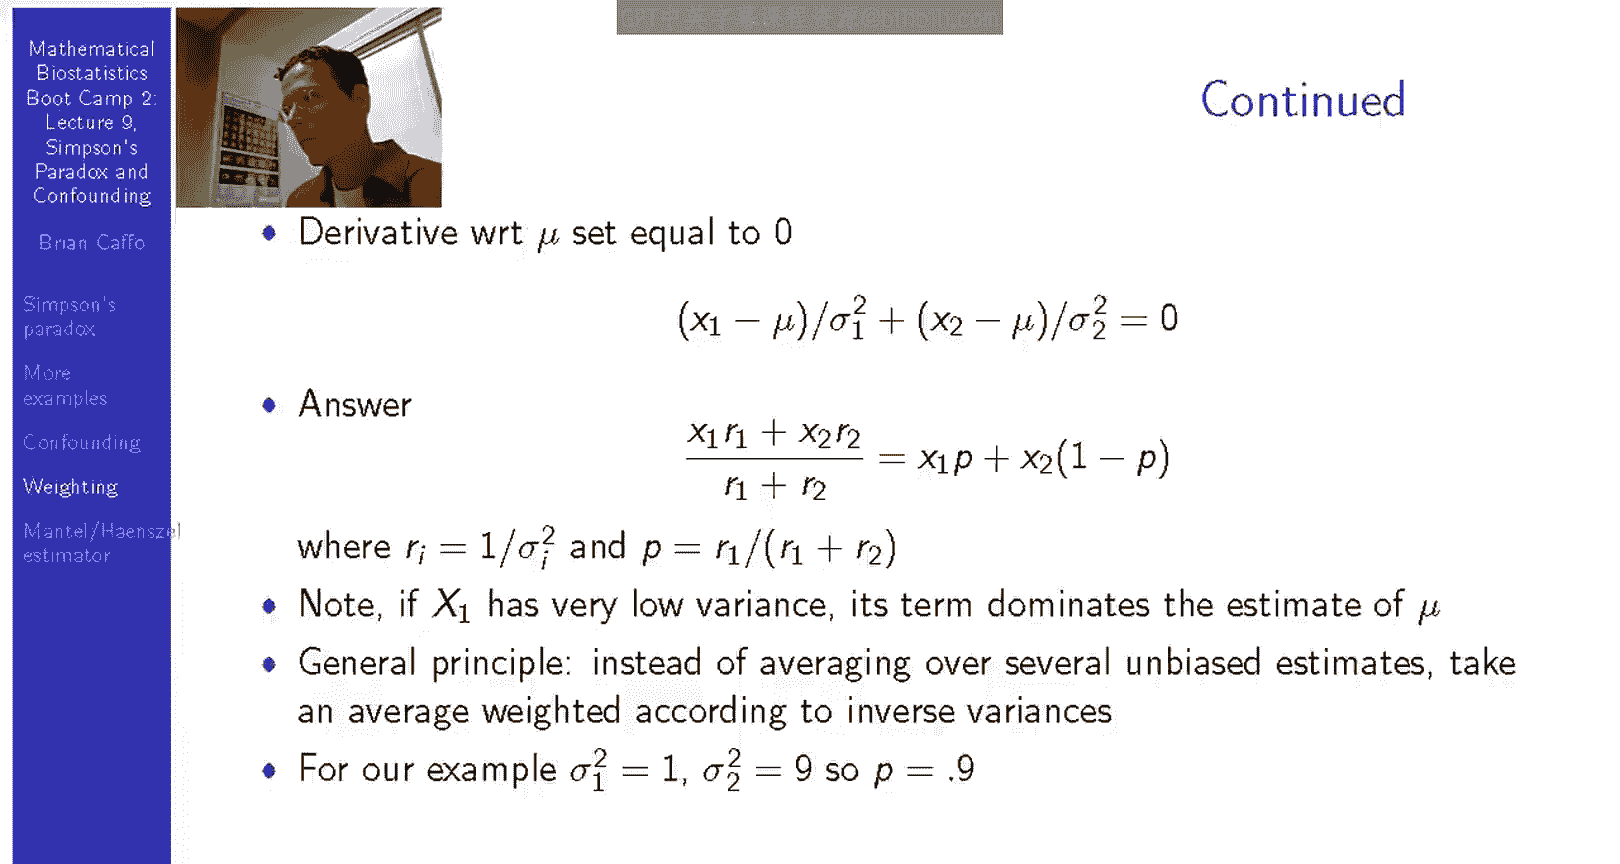 Mathematical
Biostatistics
Boot Camp 2:
Lecture 9,
Simpson's
Paradox and
Confounding
Brian Caffo
Simpson's
paradox
More
examples
Confounding
Weighting
Mantel/Haenszel
estimator
Continued
• Derivative wrt μ set equal to 0
(x₁ − μ)/σ₁² + (x₂ − μ)/σ₂² = 0
• Answer
(x₁r₁ + x₂r₂)/(r₁ + r₂) = x₁p + x₂(1 − p)
where rᵢ = 1/σᵢ² and p = r₁/(r₁ + r₂)
• Note, if X₁ has very low variance, its term dominates the estimate of μ
• General principle: instead of averaging over several unbiased estimates, take
an average weighted according to inverse variances
• For our example σ₁² = 1, σ₂² = 9 so p = .9